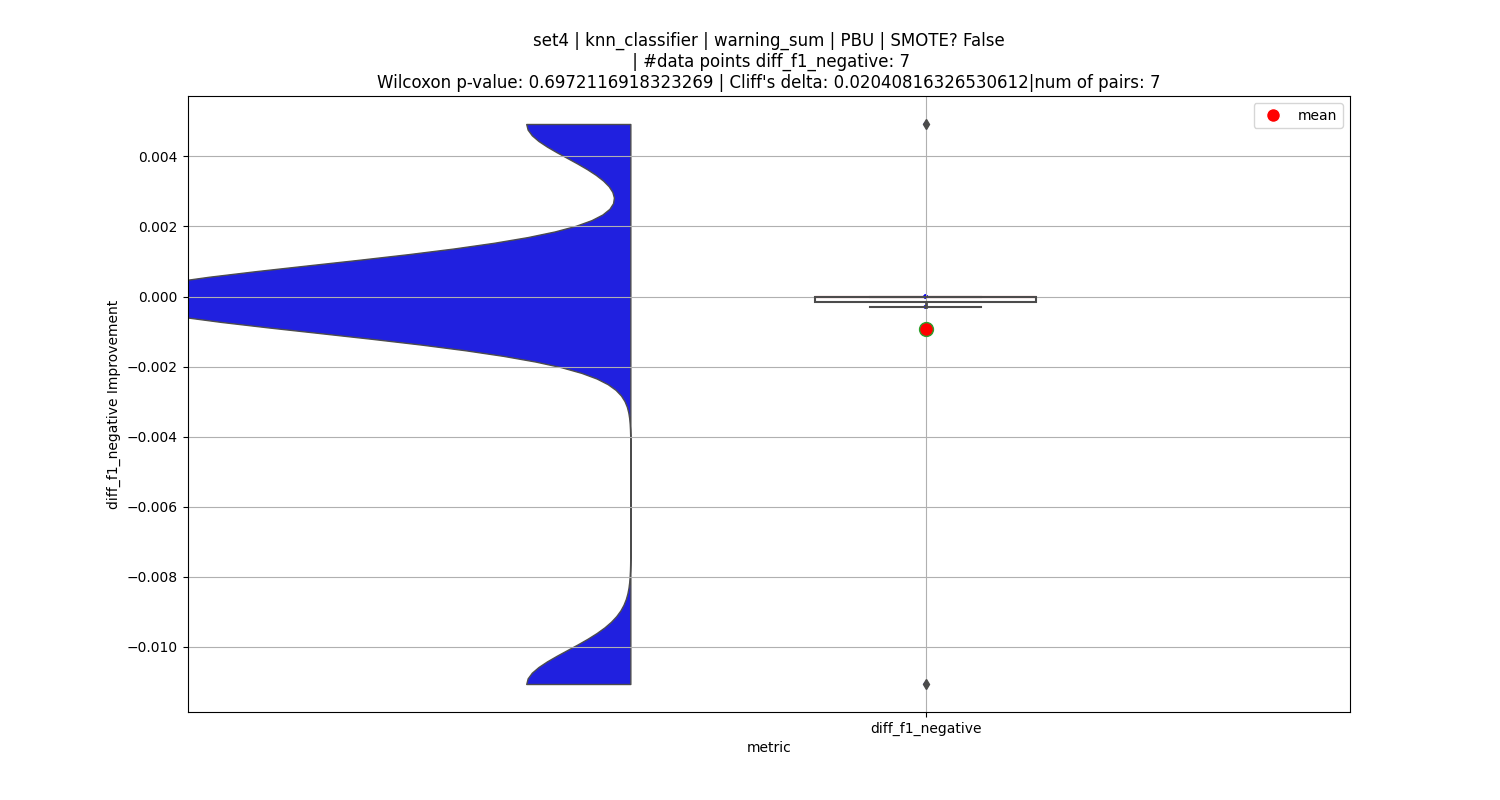 set4 | knn_classifier | warning_sum | PBU | SMOTE? False
| #data points diff_f1_negative: 7
Wilcoxon p-value: 0.6972116918323269 | Cliff's delta: 0.02040816326530612|num of pairs: 7
mean
0.004
0.002
0.000
−0.002
−0.004
−0.006
−0.008
−0.010
diff_f1_negative Improvement
diff_f1_negative
metric